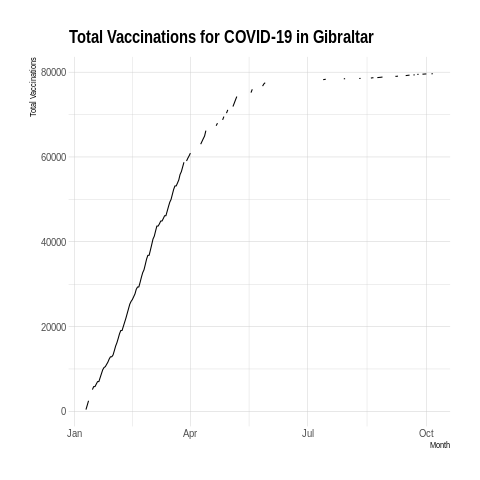 Total Vaccinations for COVID-19 in Gibraltar
Total Vaccinations
80000
60000
40000
20000
0
Jan Apr Jul Oct
Month